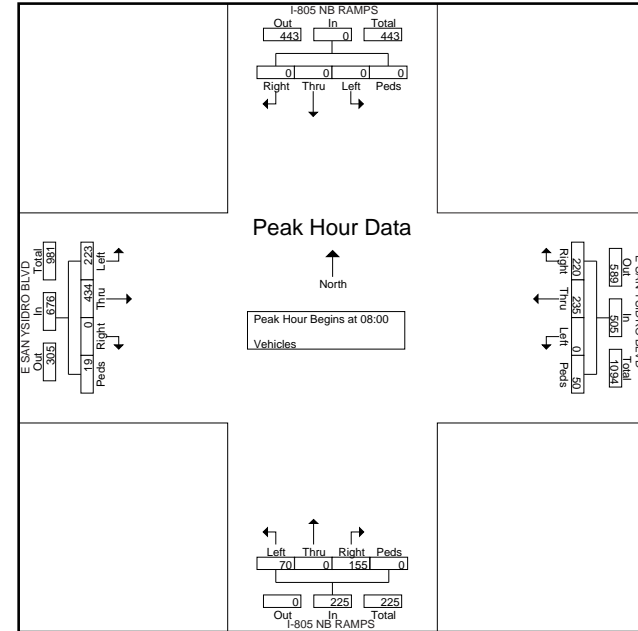 I-805 NB RAMPS
Out In Total
443 0 443
0 0 0 0
Right Thru Left Peds
Peak Hour Data
North
Peak Hour Begins at 08:00
Vehicles
E SAN YSIDRO BLVD
Total In Out
981 676 305
223 434 0 19
Left Thru Right Peds
Out In Total
589 505 1094
220 235 0 50
Right Thru Left Peds
Left Thru Right Peds
70 0 155 0
0 225 225
Out In Total
I-805 NB RAMPS